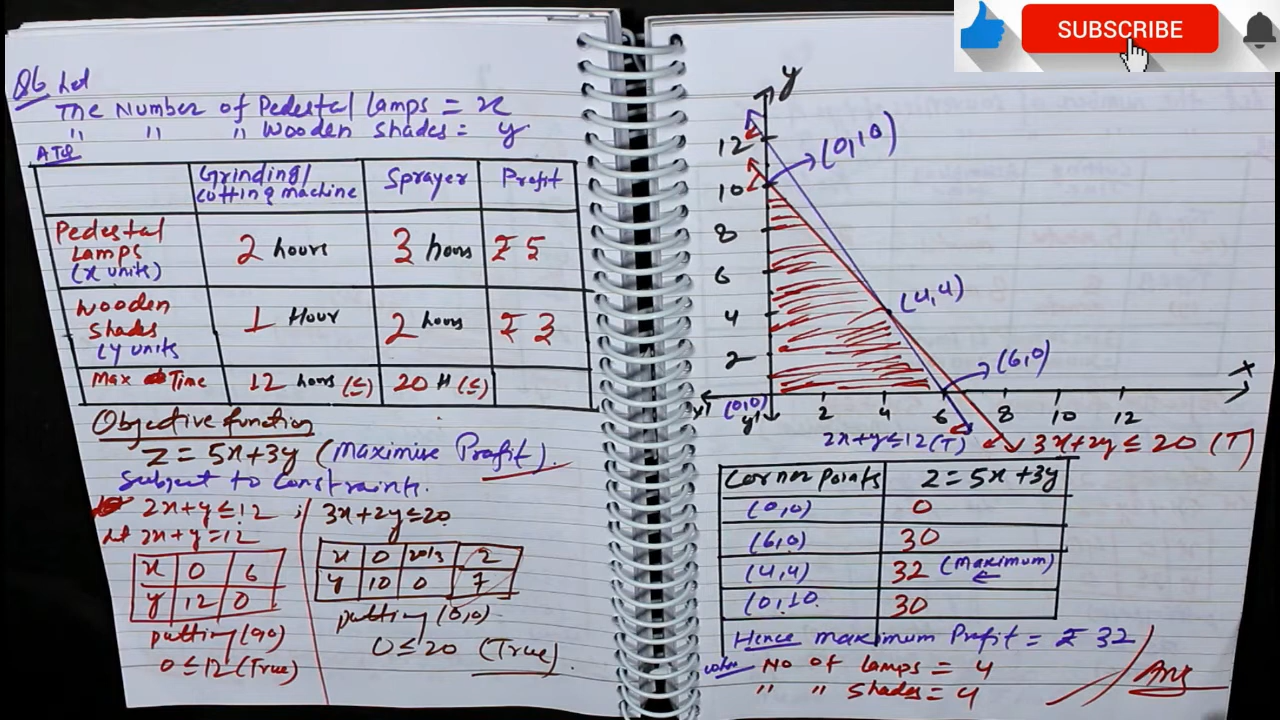 Q6 Let
The Number of Pedestal Lamps = x
" " " Wooden Shades = y
ATQ
Grinding/ Cutting machine Sprayer Profit
Pedestal Lamps (x units) 2 hours 3 hours ₹ 5
Wooden Shades (y units 1 Hour 2 hours ₹ 3
Max Time 12 hours (≤) 20 H (≤)
Objective function
Z = 5x+3y (Maximise Profit).
Subject to Constraints.
2x+y ≤ 12 ; 3x+2y ≤ 20
Let 2x+y=12
x 0 6
y 12 0
x 0 20/3 2
y 10 0 7
putting (0,0)
0 ≤ 12 (True)
putting (0,0)
0 ≤ 20 (True).
SUBSCRIBE
y
12
(0,10)
10
8
6
4
(4,4)
2
(6,0)
x
x' (0,0) y' 2 4 6 8 10 12
2x+y ≤ 12 (T) 3x+2y ≤ 20 (T)
Corner Points Z = 5x+3y
(0,0) 0
(6,0) 30
(4,4) 32 (Maximum)
(0,10 30
Hence maximum Profit = ₹ 32
when No of lamps = 4
" " Shades = 4
Ans